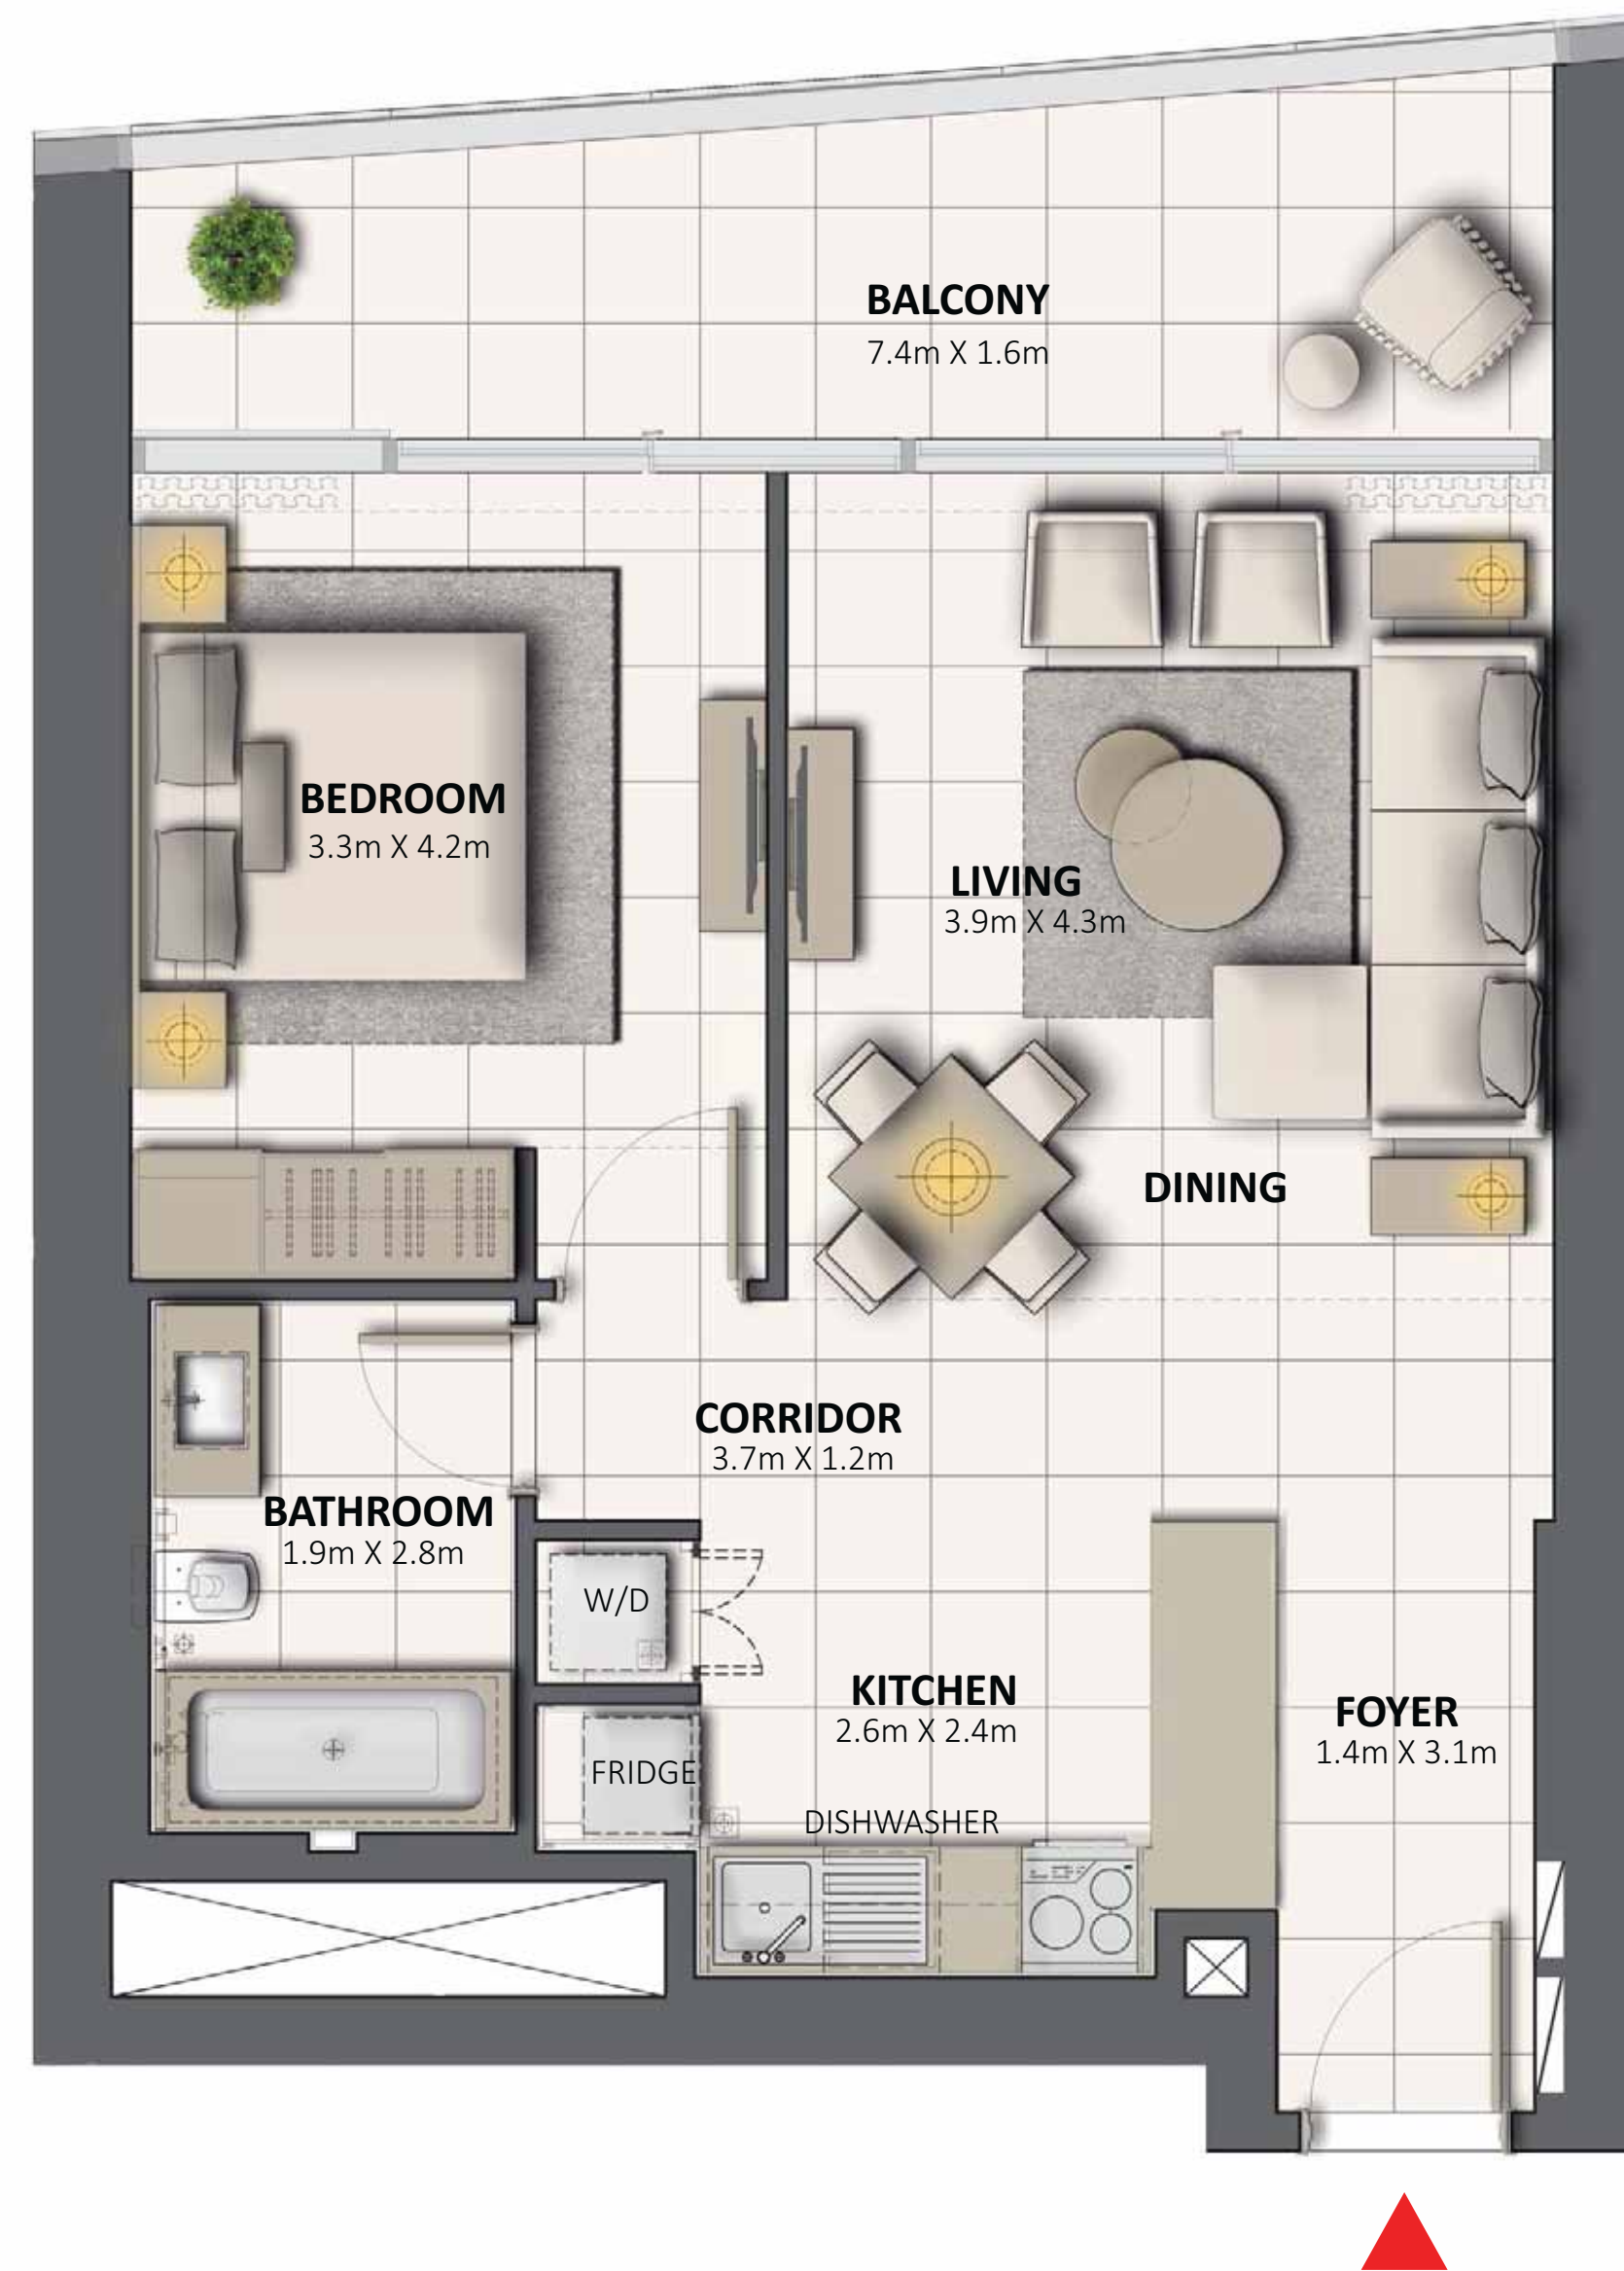 BALCONY
7.4m X 1.6m
BEDROOM
3.3m X 4.2m
LIVING
3.9m X 4.3m
DINING
CORRIDOR
3.7m X 1.2m
BATHROOM
1.9m X 2.8m
W/D
KITCHEN
2.6m X 2.4m
FOYER
1.4m X 3.1m
FRIDGE
DISHWASHER